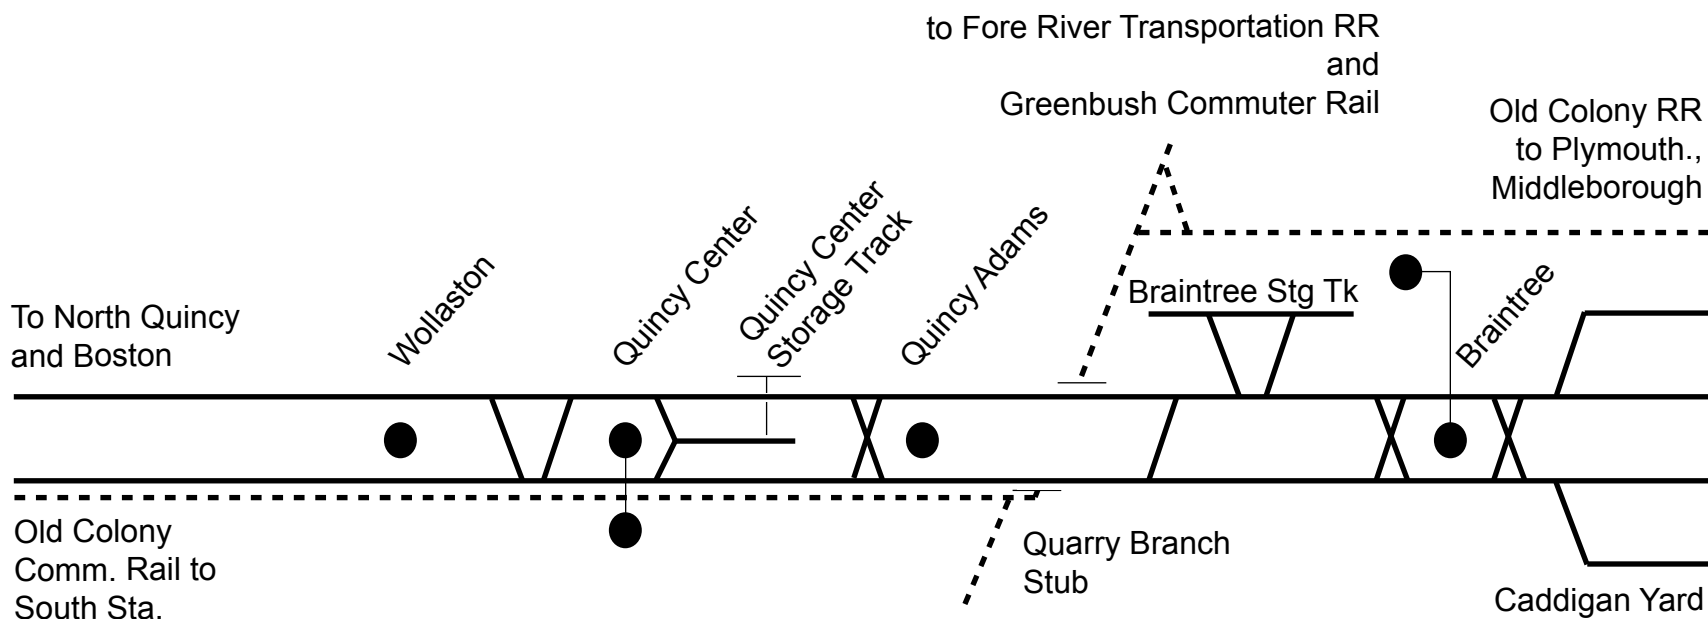 to Fore River Transportation RR
and
Greenbush Commuter Rail
Old Colony RR
to Plymouth.,
Middleborough
To North Quincy
and Boston
Wollaston
Quincy Center
Quincy Center
Storage Track
Quincy Adams
Braintree Stg Tk
Braintree
Old Colony
Comm. Rail to
South Sta.
Quarry Branch
Stub
Caddigan Yard